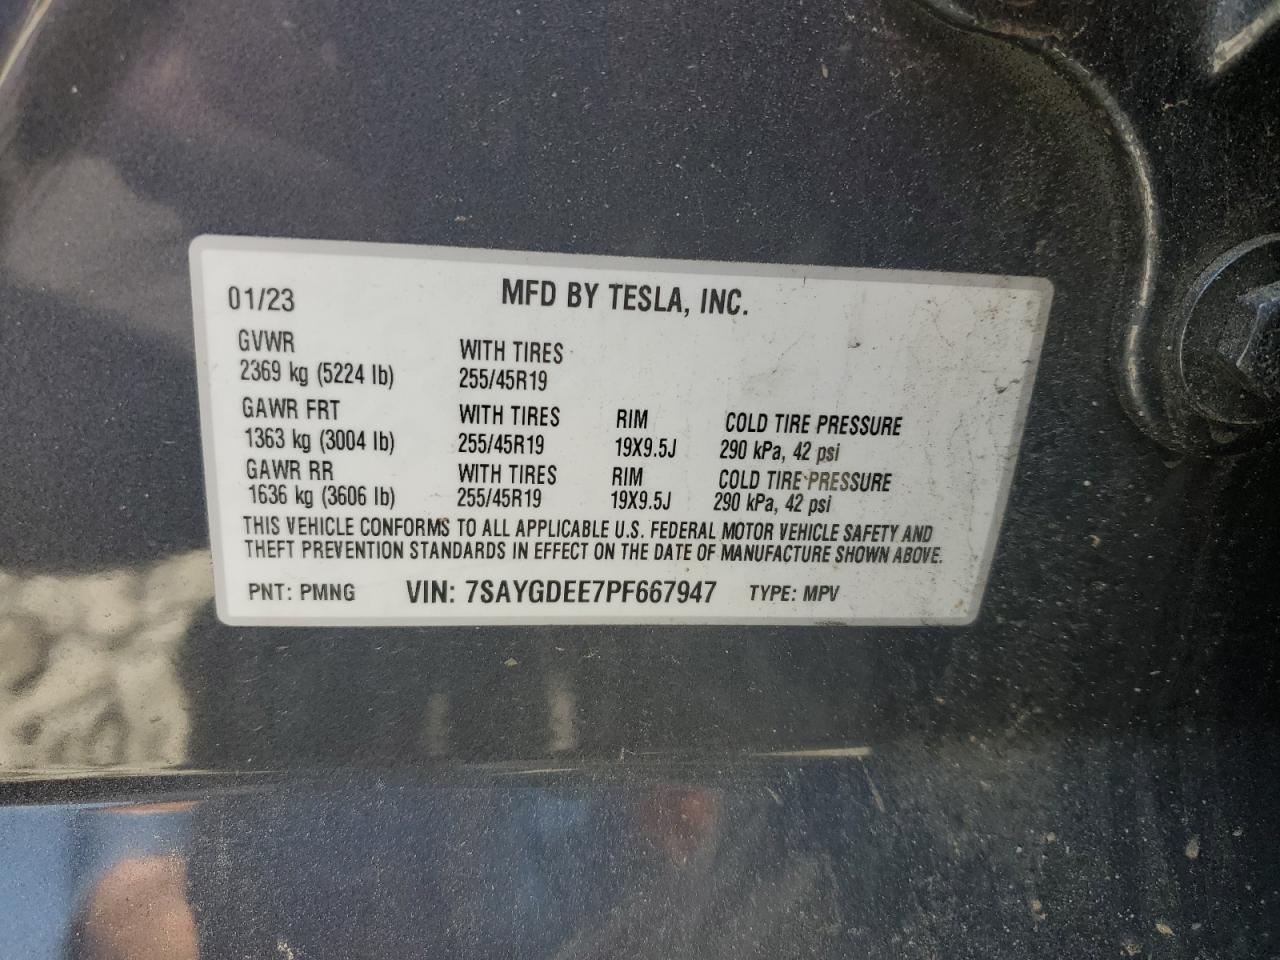 01/23 MFD BY TESLA, INC.
GVWR WITH TIRES
2369 kg (5224 lb) 255/45R19
GAWR FRT WITH TIRES RIM COLD TIRE PRESSURE
1363 kg (3004 lb) 255/45R19 19X9.5J 290 kPa, 42 psi
GAWR RR WITH TIRES RIM COLD TIRE PRESSURE
1636 kg (3606 lb) 255/45R19 19X9.5J 290 kPa, 42 psi
THIS VEHICLE CONFORMS TO ALL APPLICABLE U.S. FEDERAL MOTOR VEHICLE SAFETY AND
THEFT PREVENTION STANDARDS IN EFFECT ON THE DATE OF MANUFACTURE SHOWN ABOVE.
PNT: PMNG VIN: 7SAYGDEE7PF667947 TYPE: MPV